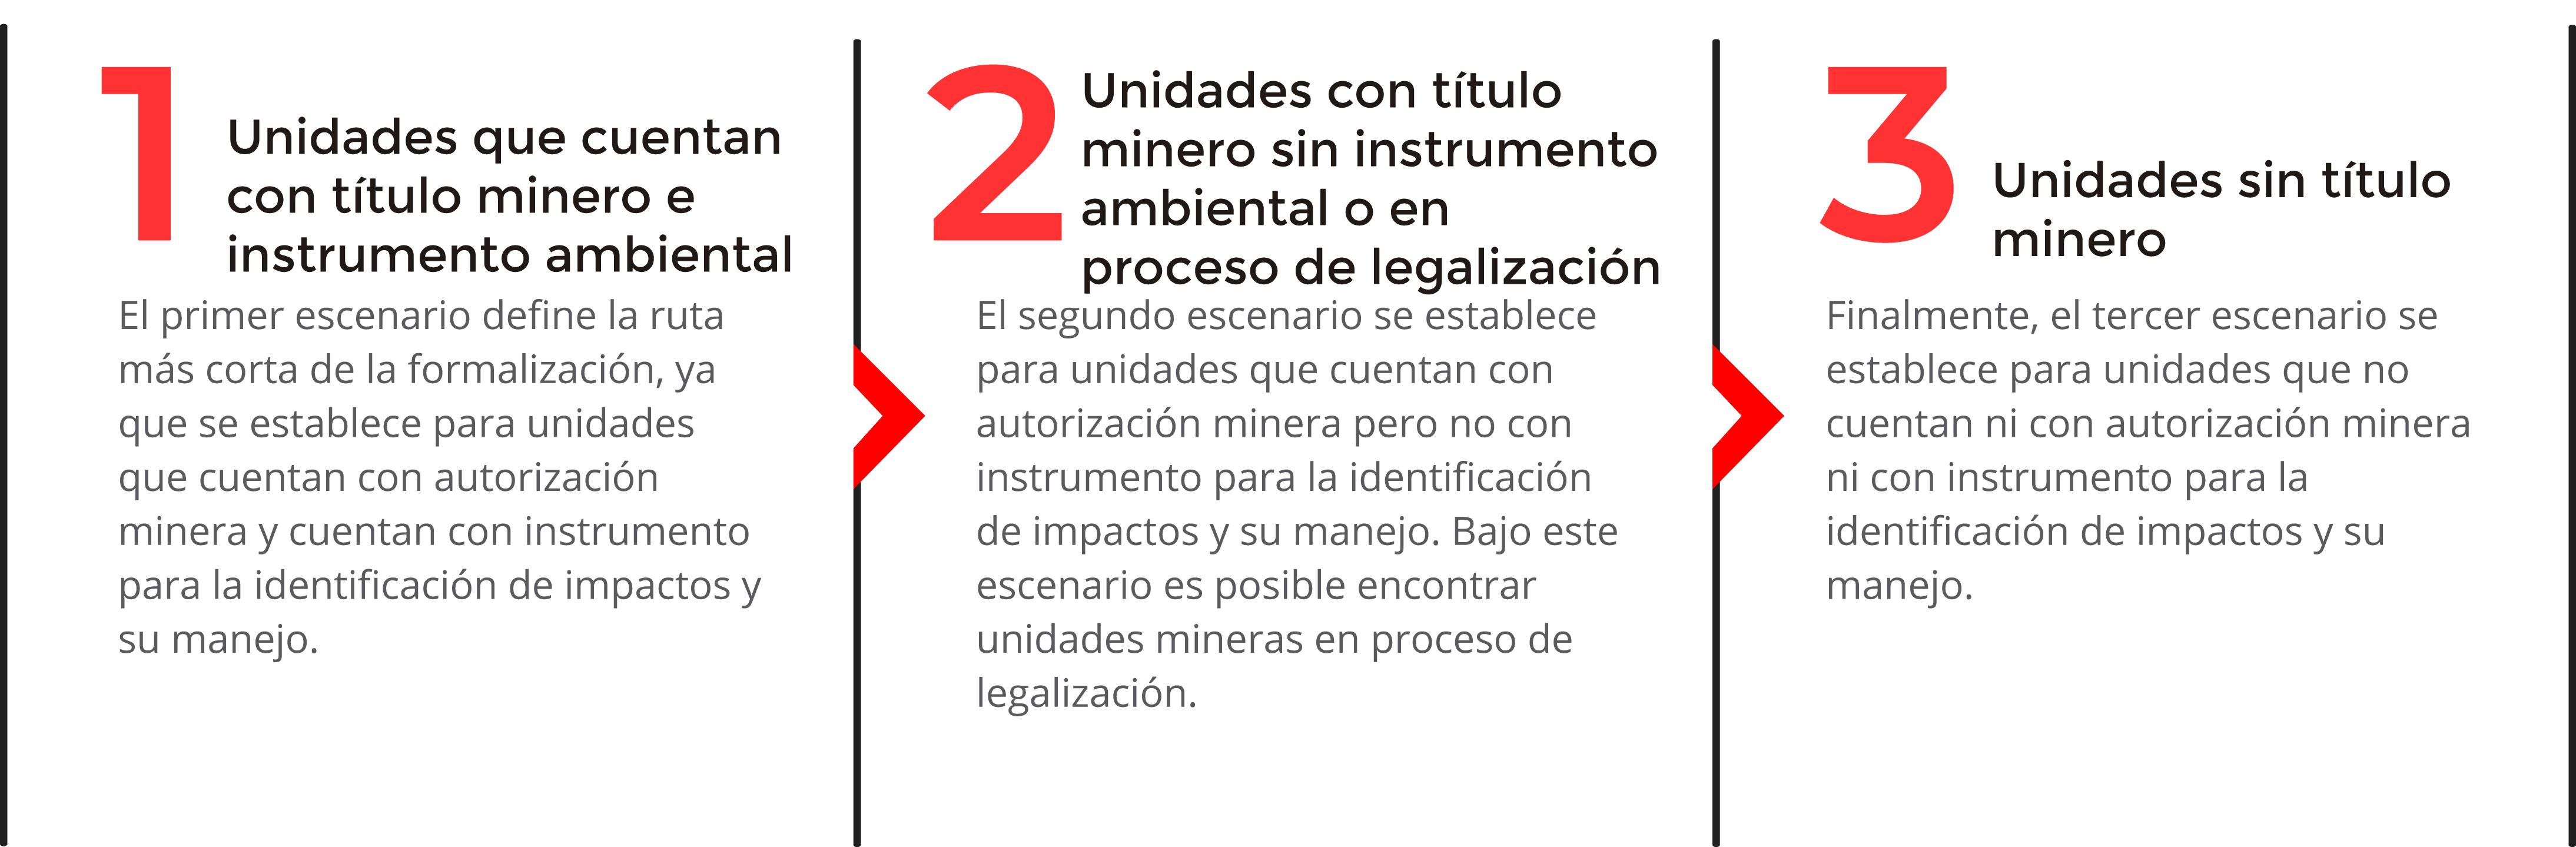 1
Unidades que cuentan
con título minero e
instrumento ambiental
El primer escenario define la ruta
más corta de la formalización, ya
que se establece para unidades
que cuentan con autorización
minera y cuentan con instrumento
para la identificación de impactos y
su manejo.
2
Unidades con título
minero sin instrumento
ambiental o en
proceso de legalización
El segundo escenario se establece
para unidades que cuentan con
autorización minera pero no con
instrumento para la identificación
de impactos y su manejo. Bajo este
escenario es posible encontrar
unidades mineras en proceso de
legalización.
3
Unidades sin título
minero
Finalmente, el tercer escenario se
establece para unidades que no
cuentan ni con autorización minera
ni con instrumento para la
identificación de impactos y su
manejo.